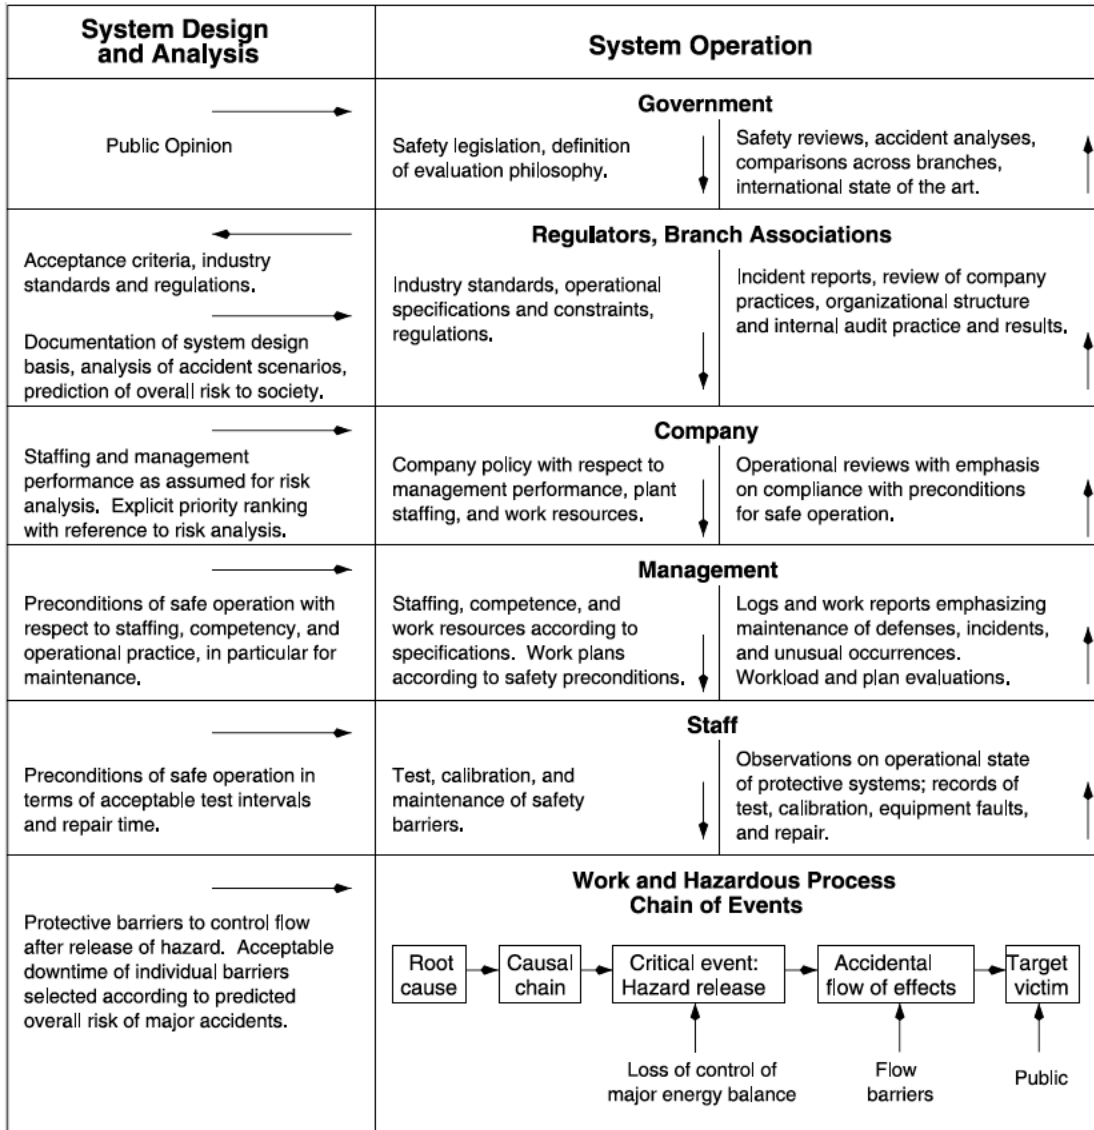 System Design
and Analysis
System Operation
Public Opinion
Government
Safety legislation, definition
of evaluation philosophy.
Safety reviews, accident analyses,
comparisons across branches,
international state of the art.
Acceptance criteria, industry
standards and regulations.
Documentation of system design
basis, analysis of accident scenarios,
prediction of overall risk to society.
Regulators, Branch Associations
Industry standards, operational
specifications and constraints,
regulations.
Incident reports, review of company
practices, organizational structure
and internal audit practice and results.
Staffing and management
performance as assumed for risk
analysis. Explicit priority ranking
with reference to risk analysis.
Company
Company policy with respect to
management performance, plant
staffing, and work resources.
Operational reviews with emphasis
on compliance with preconditions
for safe operation.
Preconditions of safe operation with
respect to staffing, competency, and
operational practice, in particular for
maintenance.
Management
Staffing, competence, and
work resources according to
specifications. Work plans
according to safety preconditions.
Logs and work reports emphasizing
maintenance of defenses, incidents,
and unusual occurrences.
Workload and plan evaluations.
Preconditions of safe operation in
terms of acceptable test intervals
and repair time.
Staff
Test, calibration, and
maintenance of safety
barriers.
Observations on operational state
of protective systems; records of
test, calibration, equipment faults,
and repair.
Protective barriers to control flow
after release of hazard. Acceptable
downtime of individual barriers
selected according to predicted
overall risk of major accidents.
Work and Hazardous Process
Chain of Events
Root
cause
Causal
chain
Critical event:
Hazard release
Accidental
flow of effects
Target
victim
Loss of control of
major energy balance
Flow
barriers
Public